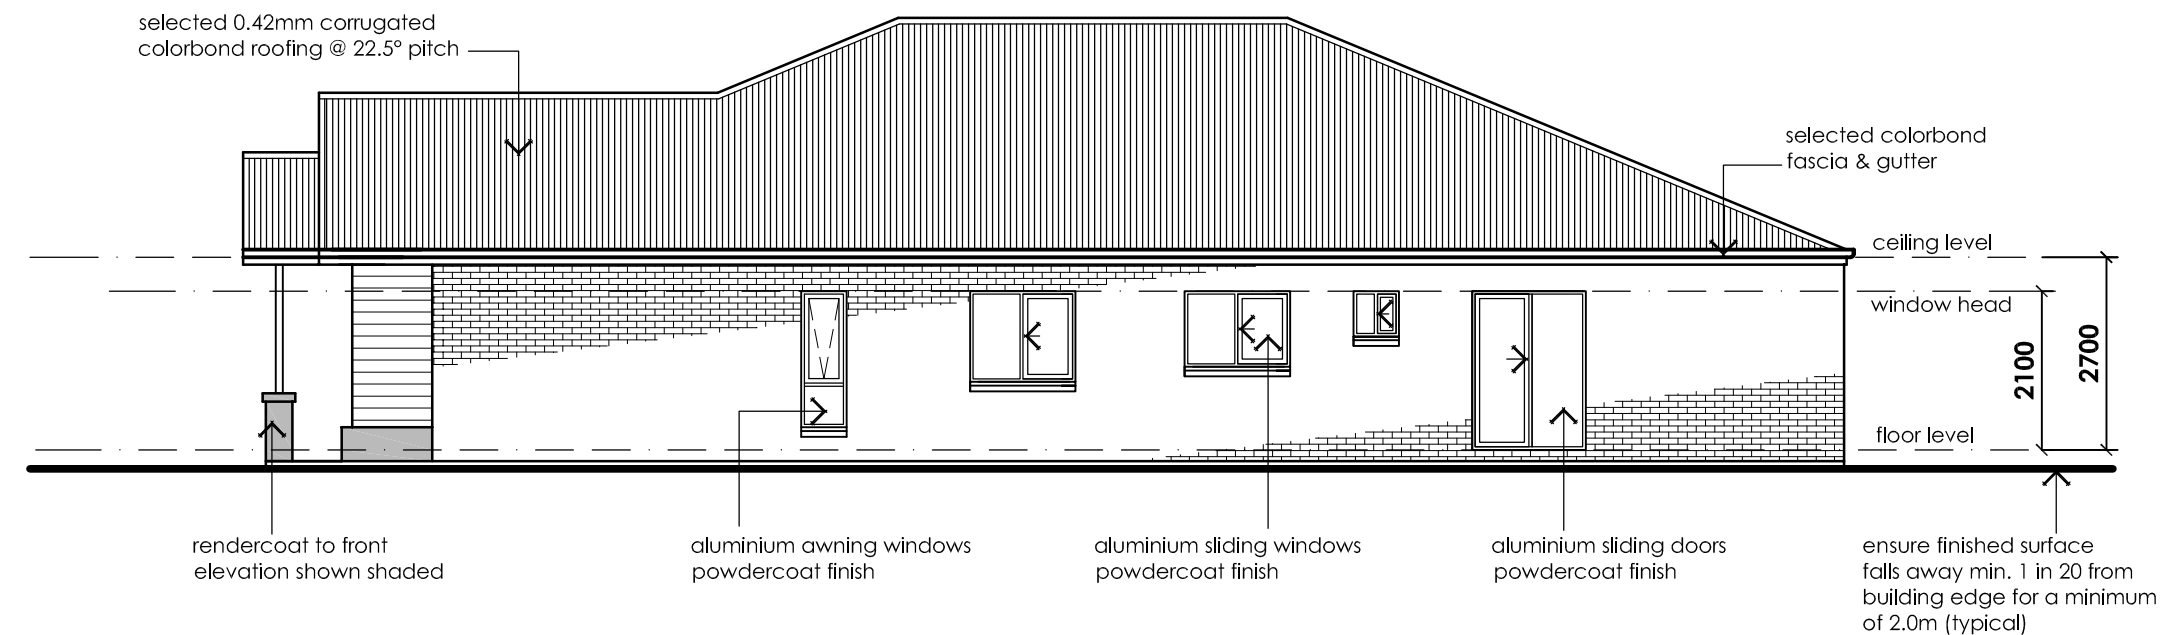 selected 0.42mm corrugated
colorbond roofing @ 22.5° pitch
selected colorbond
fascia & gutter
ceiling level
window head
2100
2700
floor level
rendercoat to front
elevation shown shaded
aluminium awning windows
powdercoat finish
aluminium sliding windows
powdercoat finish
aluminium sliding doors
powdercoat finish
ensure finished surface
falls away min. 1 in 20 from
building edge for a minimum
of 2.0m (typical)